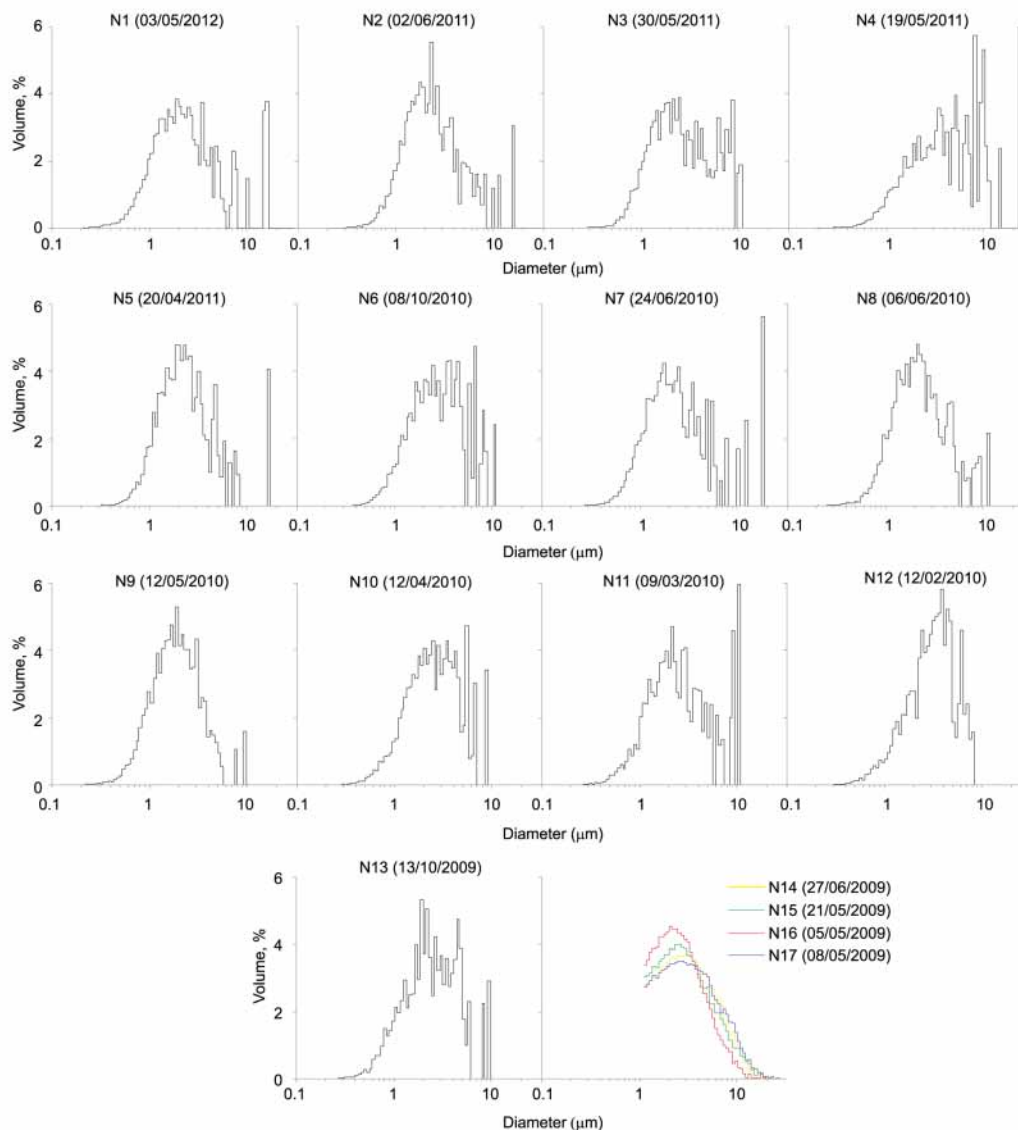 N1 (03/05/2012) N2 (02/06/2011) N3 (30/05/2011) N4 (19/05/2011)
6
4
2
0
Volume, %
0.1 1 10 0.1 1 10 0.1 1 10 0.1 1 10
Diameter (μm)
N5 (20/04/2011) N6 (08/10/2010) N7 (24/06/2010) N8 (06/06/2010)
6
4
2
0
Volume, %
0.1 1 10 0.1 1 10 0.1 1 10 0.1 1 10
Diameter (μm)
N9 (12/05/2010) N10 (12/04/2010) N11 (09/03/2010) N12 (12/02/2010)
6
4
2
0
Volume, %
0.1 1 10 0.1 1 10 0.1 1 10 0.1 1 10
Diameter (μm)
N13 (13/10/2009)
6
4
2
0
Volume, %
N14 (27/06/2009)
N15 (21/05/2009)
N16 (05/05/2009)
N17 (08/05/2009)
0.1 1 10 0.1 1 10
Diameter (μm) Diameter (μm)